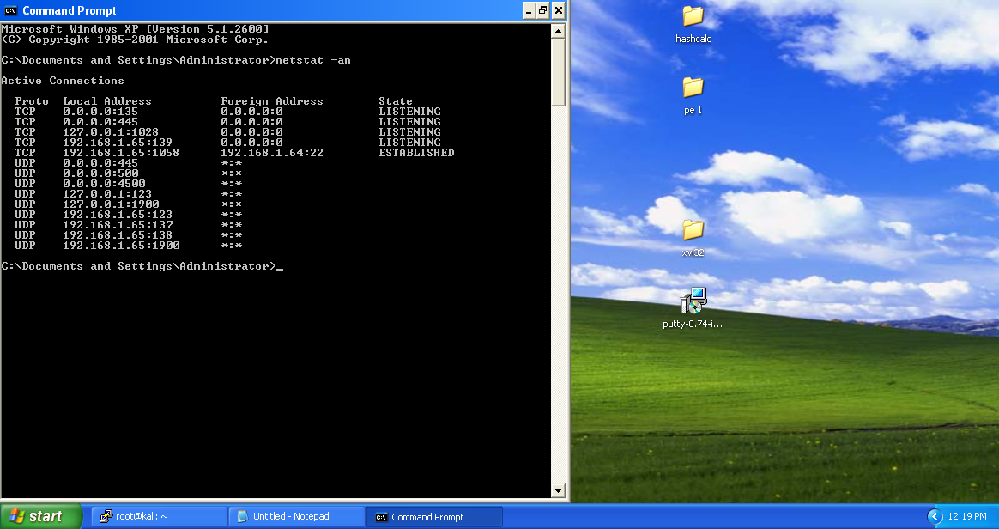 Command Prompt
Microsoft Windows XP [Version 5.1.2600]
(C) Copyright 1985-2001 Microsoft Corp.
C:\Documents and Settings\Administrator>netstat -an
Active Connections
Proto Local Address Foreign Address State
TCP 0.0.0.0:135 0.0.0.0:0 LISTENING
TCP 0.0.0.0:445 0.0.0.0:0 LISTENING
TCP 127.0.0.1:1028 0.0.0.0:0 LISTENING
TCP 192.168.1.65:139 0.0.0.0:0 LISTENING
TCP 192.168.1.65:1058 192.168.1.64:22 ESTABLISHED
UDP 0.0.0.0:445 *:*
UDP 0.0.0.0:500 *:*
UDP 0.0.0.0:4500 *:*
UDP 127.0.0.1:123 *:*
UDP 127.0.0.1:1900 *:*
UDP 192.168.1.65:123 *:*
UDP 192.168.1.65:137 *:*
UDP 192.168.1.65:138 *:*
UDP 192.168.1.65:1900 *:*
C:\Documents and Settings\Administrator>_
hashcalc
pe 1
xvi32
putty-0.74-i...
start
root@kali: ~
Untitled - Notepad
Command Prompt
12:19 PM